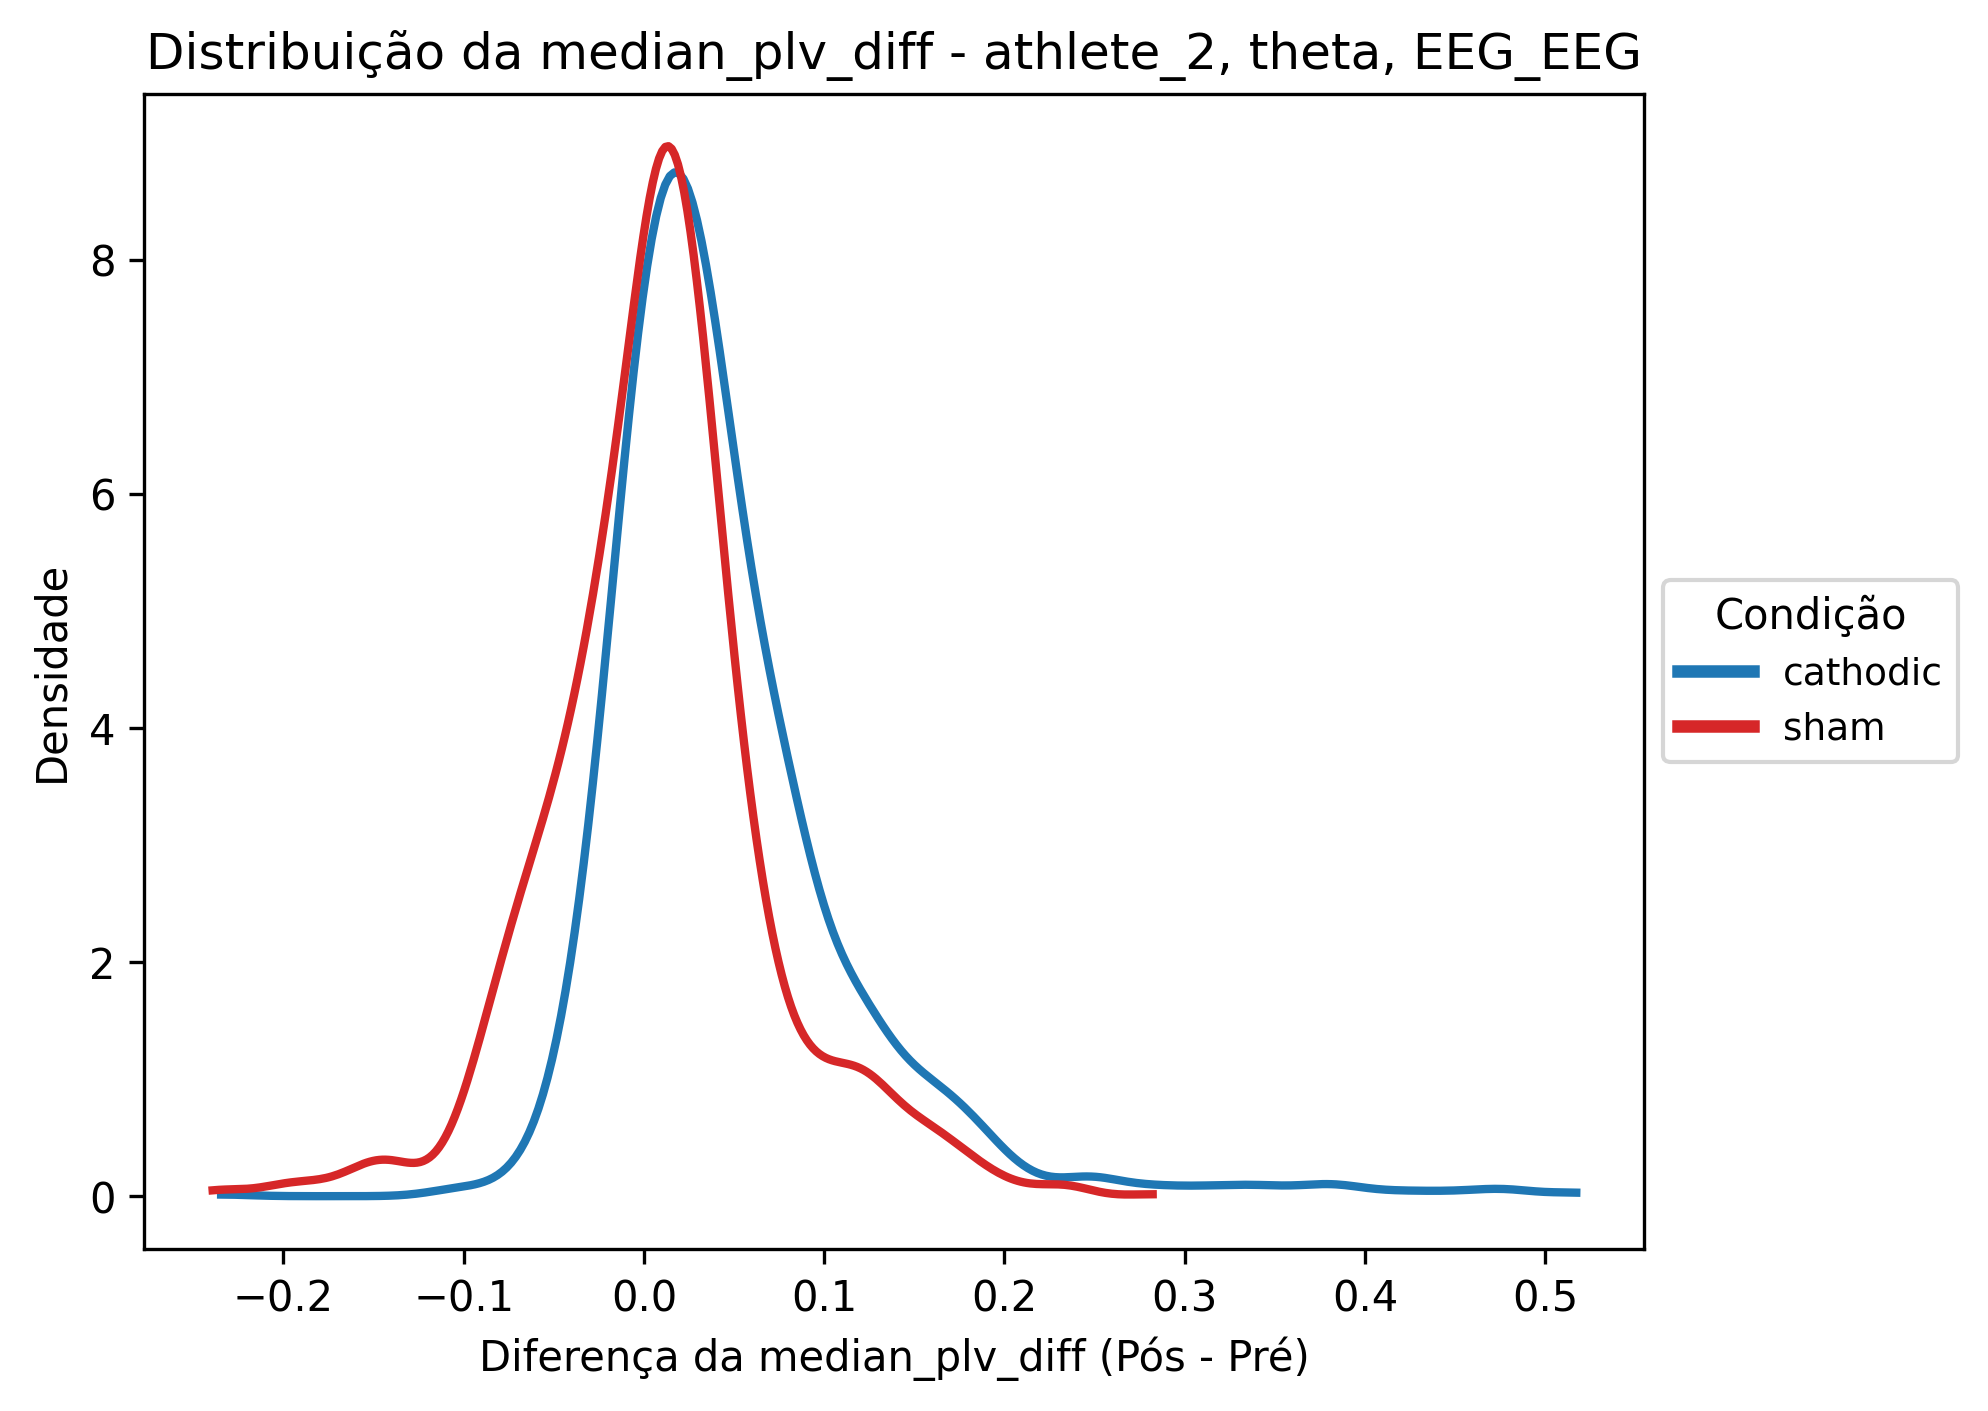 Distribuição da median_plv_diff - athlete_2, theta, EEG_EEG
Densidade
8
6
4
2
0
−0.2 −0.1 0.0 0.1 0.2 0.3 0.4 0.5
Diferença da median_plv_diff (Pós - Pré)
Condição
cathodic
sham